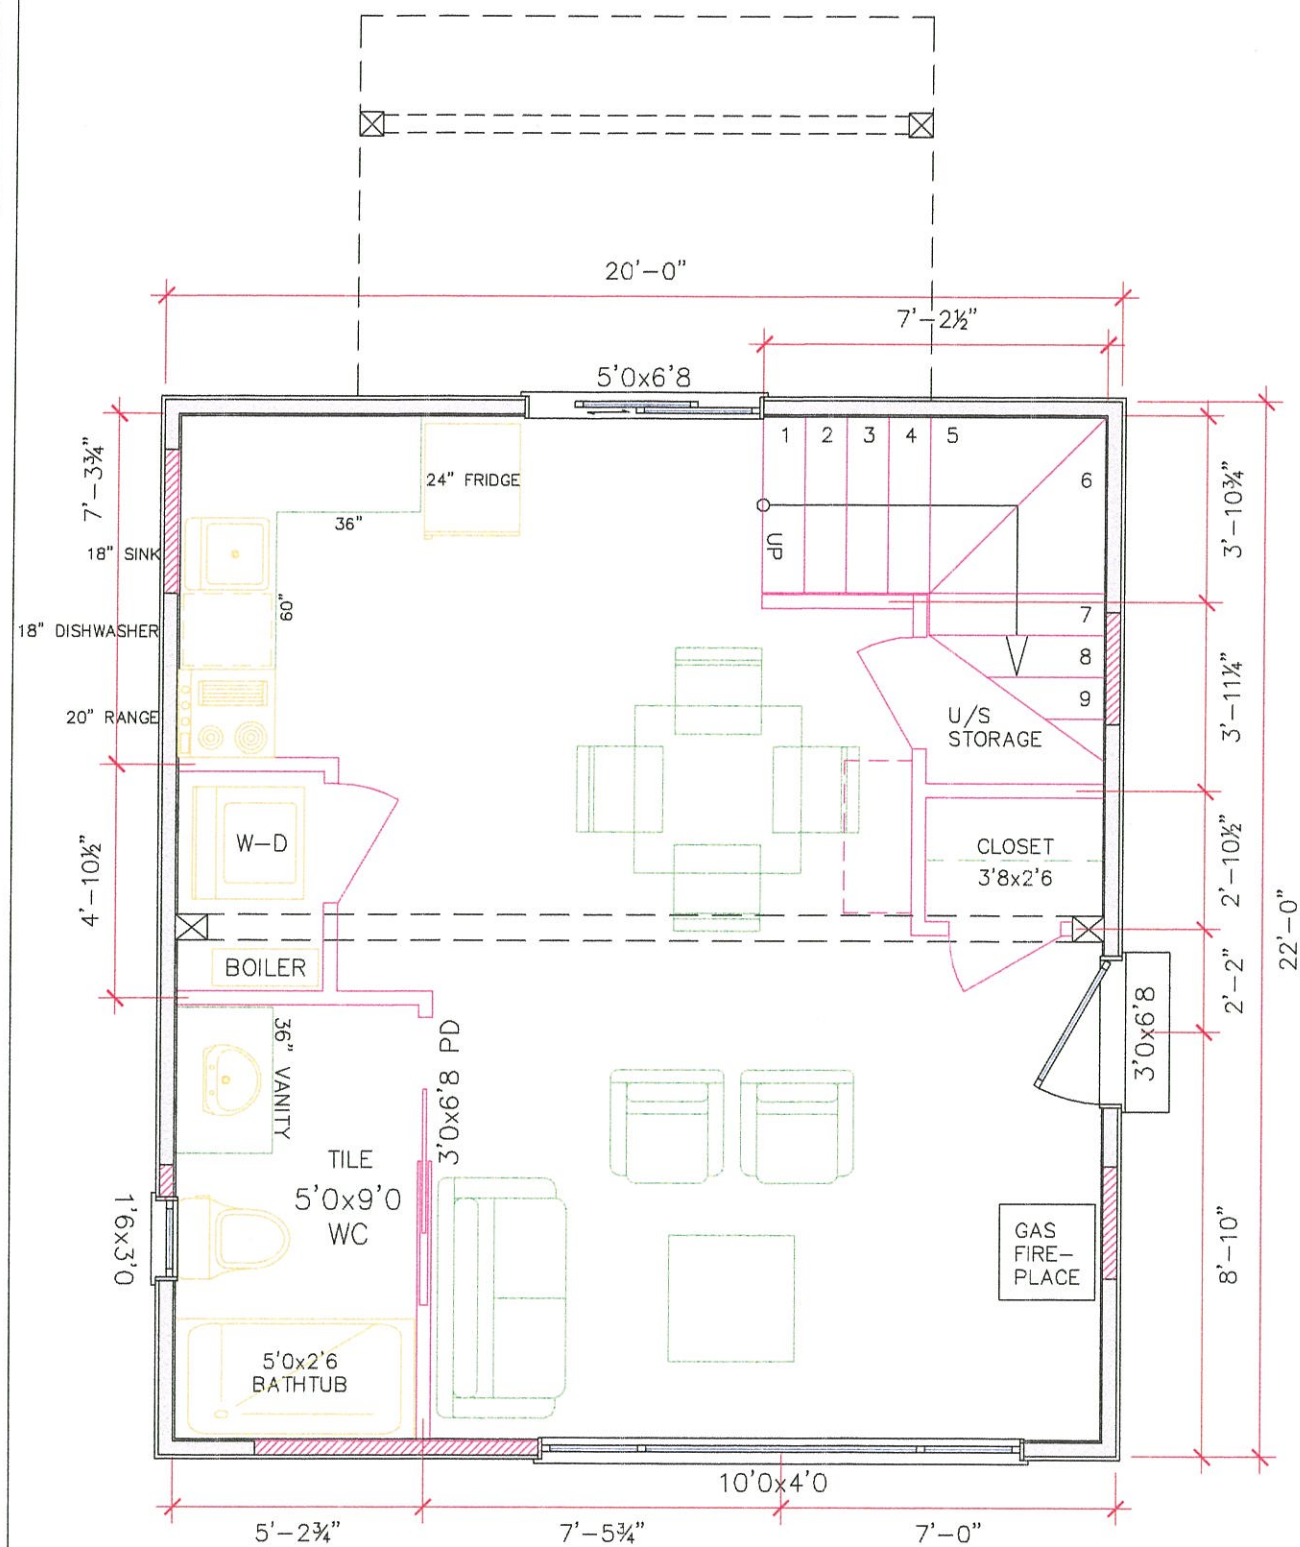 20'-0"
7'-2½"
5'0x6'8
1 2 3 4 5
6
7
8
9
UP
24" FRIDGE
36"
60"
18" SINK
18" DISHWASHER
20" RANGE
7'-3¾"
4'-10½"
W-D
BOILER
U/S
STORAGE
CLOSET
3'8x2'6
3'-10¾"
3'-11¼"
2'-10½"
2'-2"
22'-0"
8'-10"
3'0x6'8
3'0x6'8 PD
36" VANITY
TILE
5'0x9'0
WC
1'6x3'0
5'0x2'6
BATHTUB
GAS
FIRE-
PLACE
10'0x4'0
5'-2¾"
7'-5¾"
7'-0"